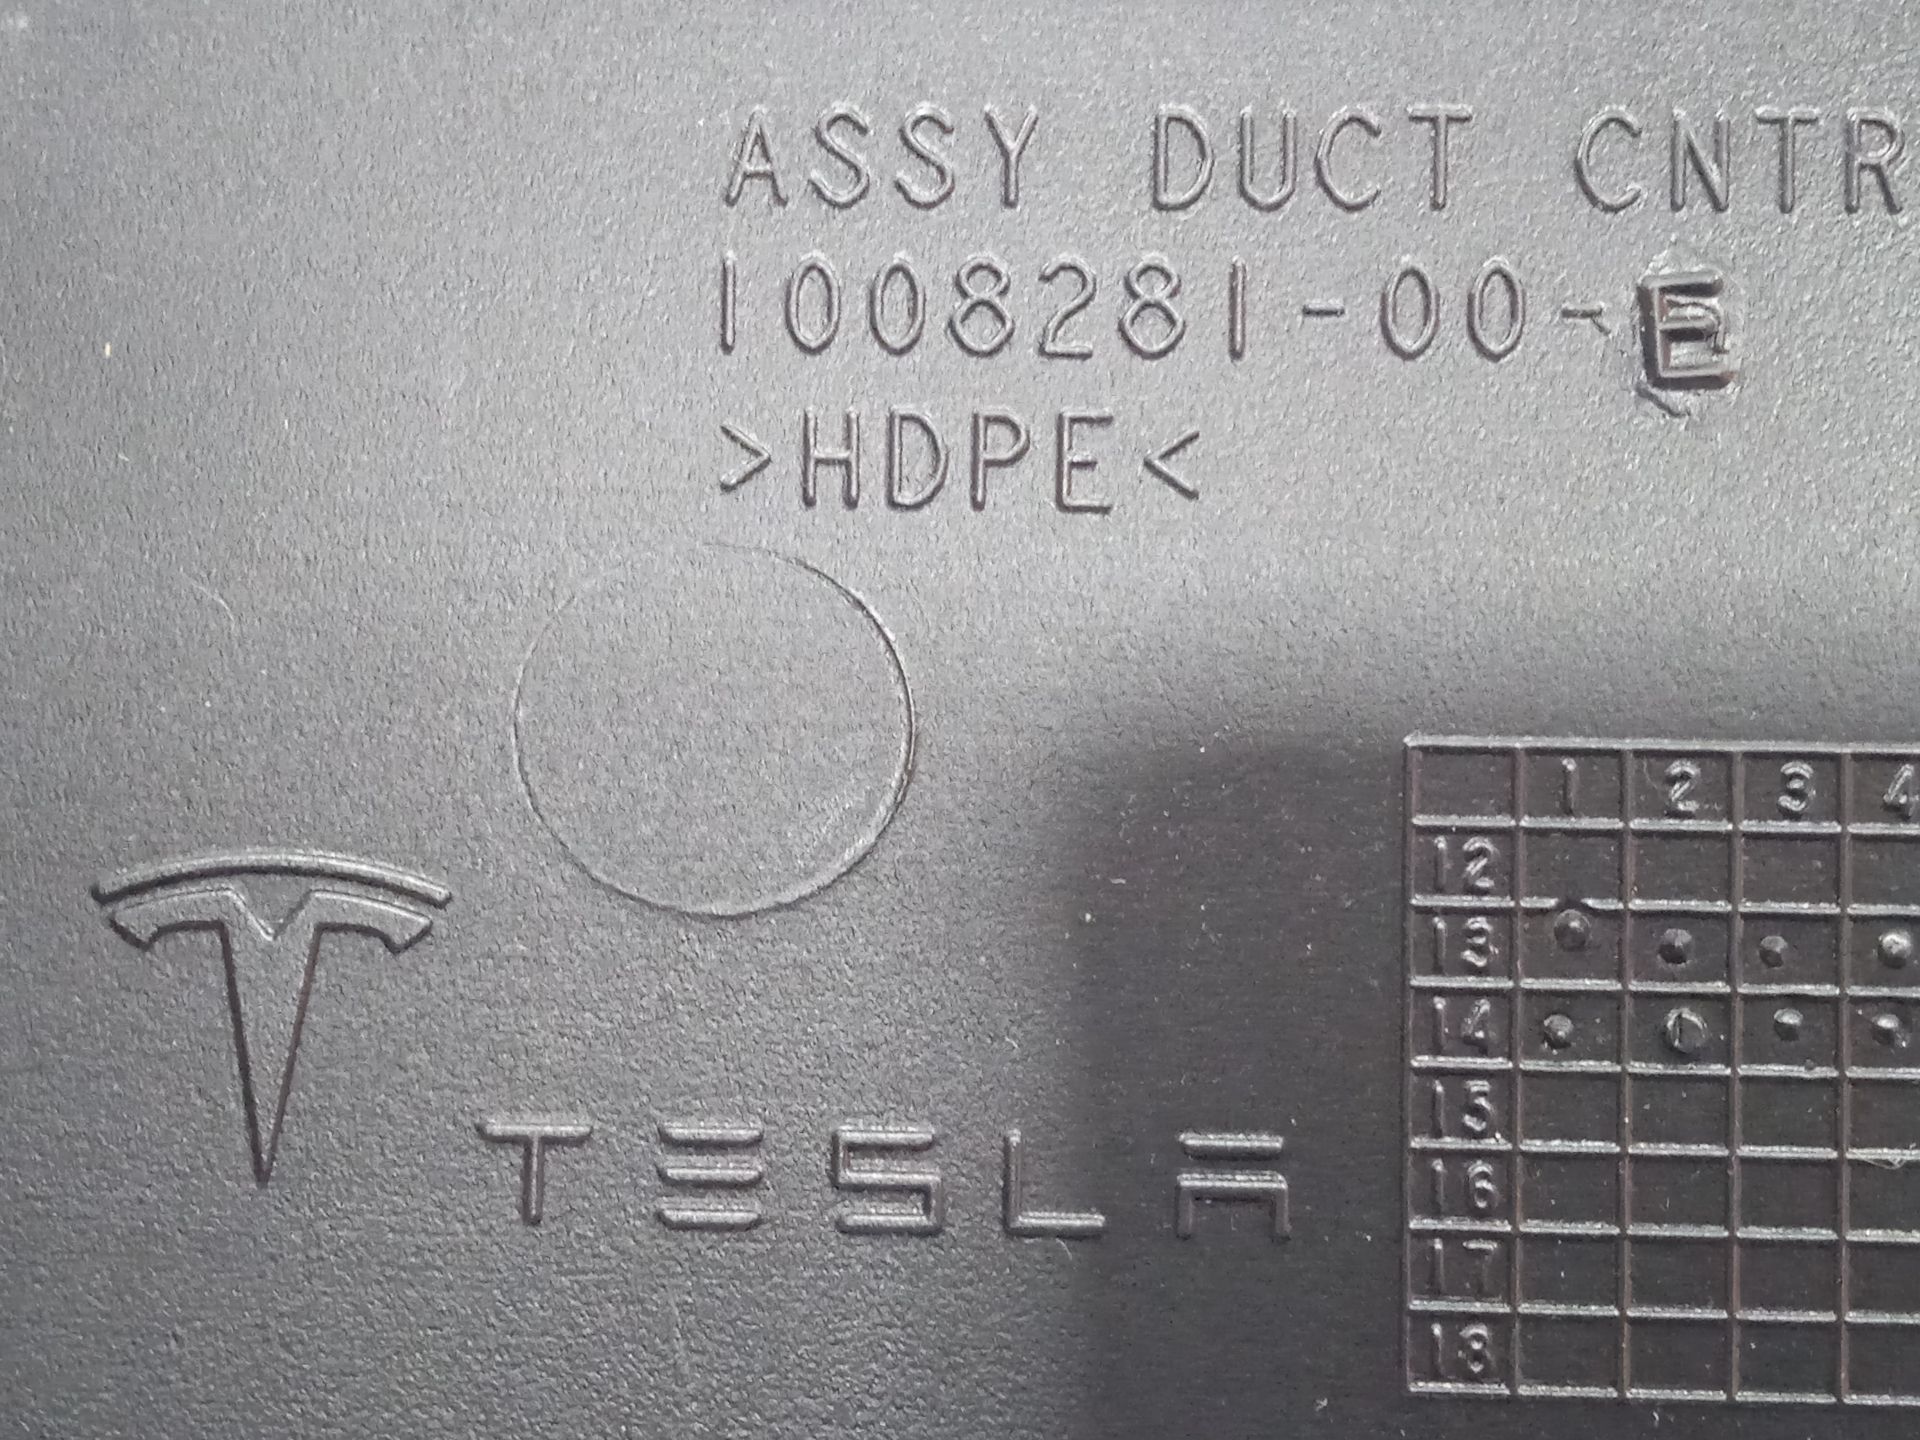 ASSY DUCT CNTR
1008281-00-E
>HDPE<
TESLA
1 2 3 4
12
13
14
15
16
17
18